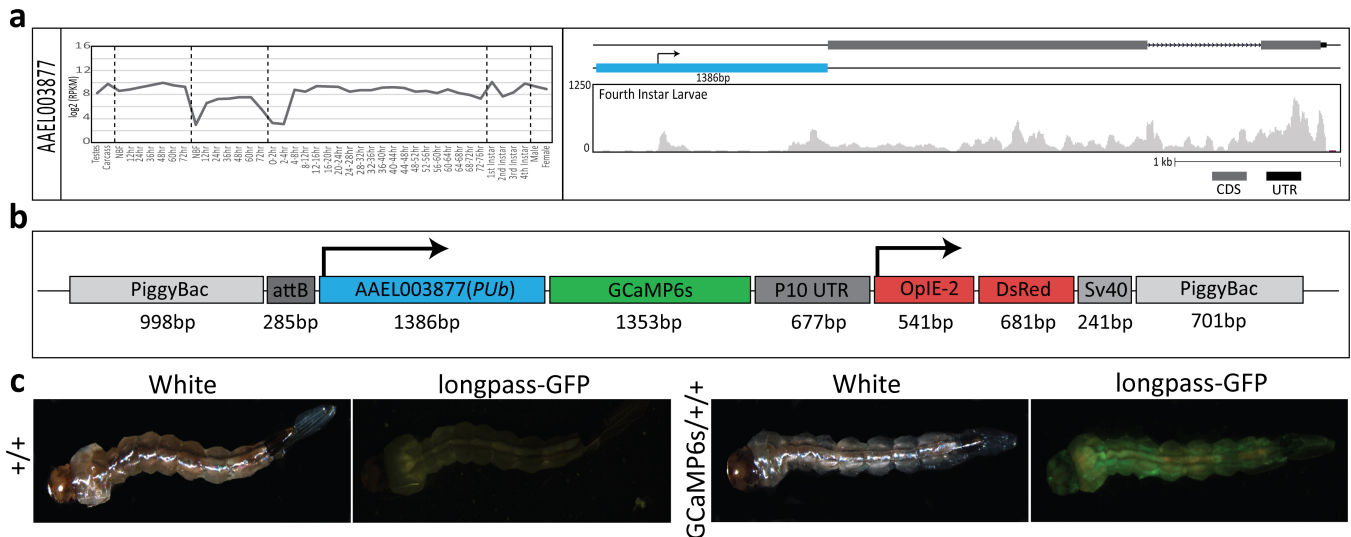 a
AAEL003877
log2 (RPKM)
16
12
8
4
0
Testes
Carcass
NBF
12hr
24hr
36hr
48hr
60hr
72hr
NBF
12hr
24hr
36hr
48hr
60hr
72hr
0-2hr
2-4hr
4-8hr
8-12hr
12-16hr
16-20hr
20-24hr
24-28hr
28-32hr
32-36hr
36-40hr
40-44hr
44-48hr
48-52hr
52-56hr
56-60hr
60-64hr
64-68hr
68-72hr
72-76hr
1st Instar
2nd Instar
3rd Instar
4th Instar
Male
Female
1386bp
1250
Fourth Instar Larvae
0
1 kb
CDS
UTR
b
PiggyBac
attB
AAEL003877(PUb)
GCaMP6s
P10 UTR
OpIE-2
DsRed
Sv40
PiggyBac
998bp
285bp
1386bp
1353bp
677bp
541bp
681bp
241bp
701bp
c
White
longpass-GFP
White
longpass-GFP
+/+
GCaMP6s/+/+